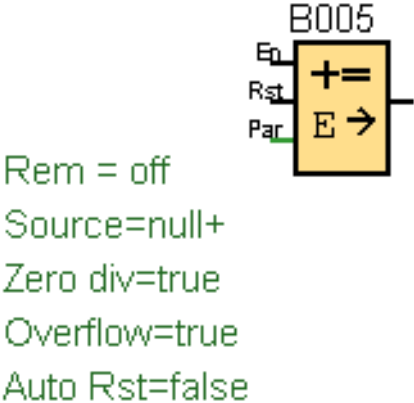 B005
En
Rst
Par
+=
E →
Rem = off
Source=null+
Zero div=true
Overflow=true
Auto Rst=false